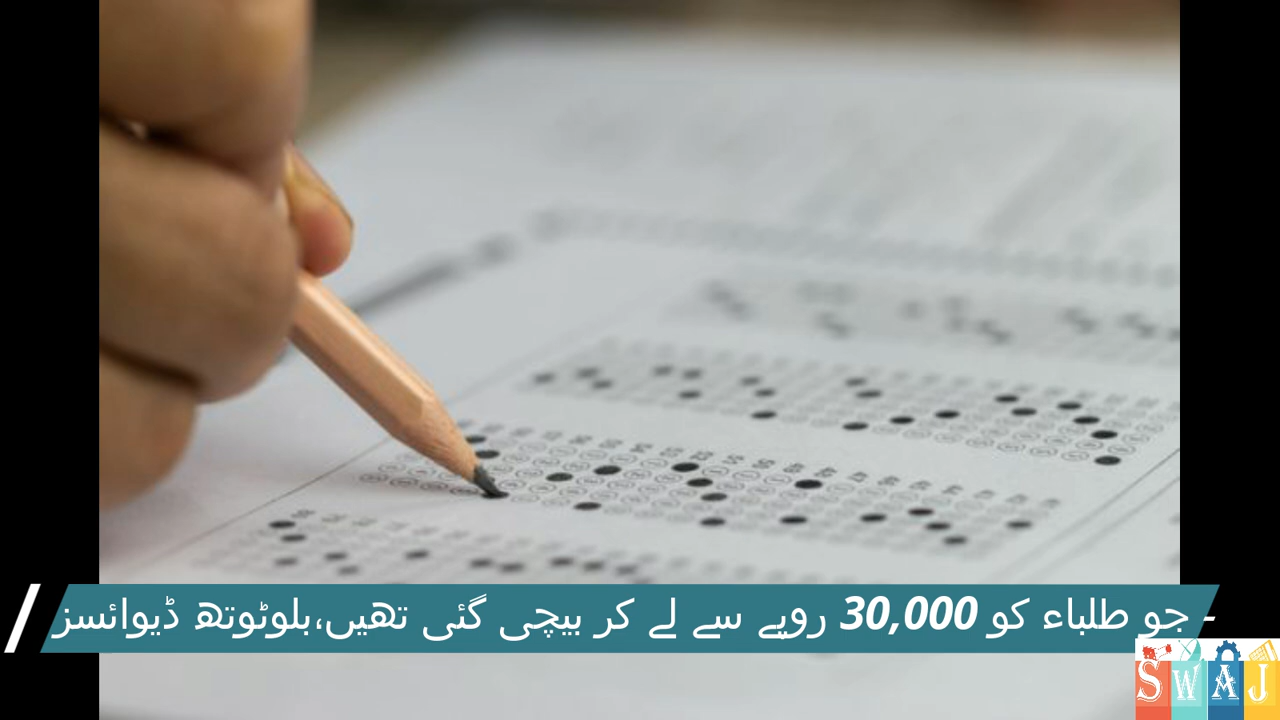 - جو طلباء کو 30,000 روپے سے لے کر بیچی گئی تھیں،بلوٹوتھ ڈیوائسز
SWAJ